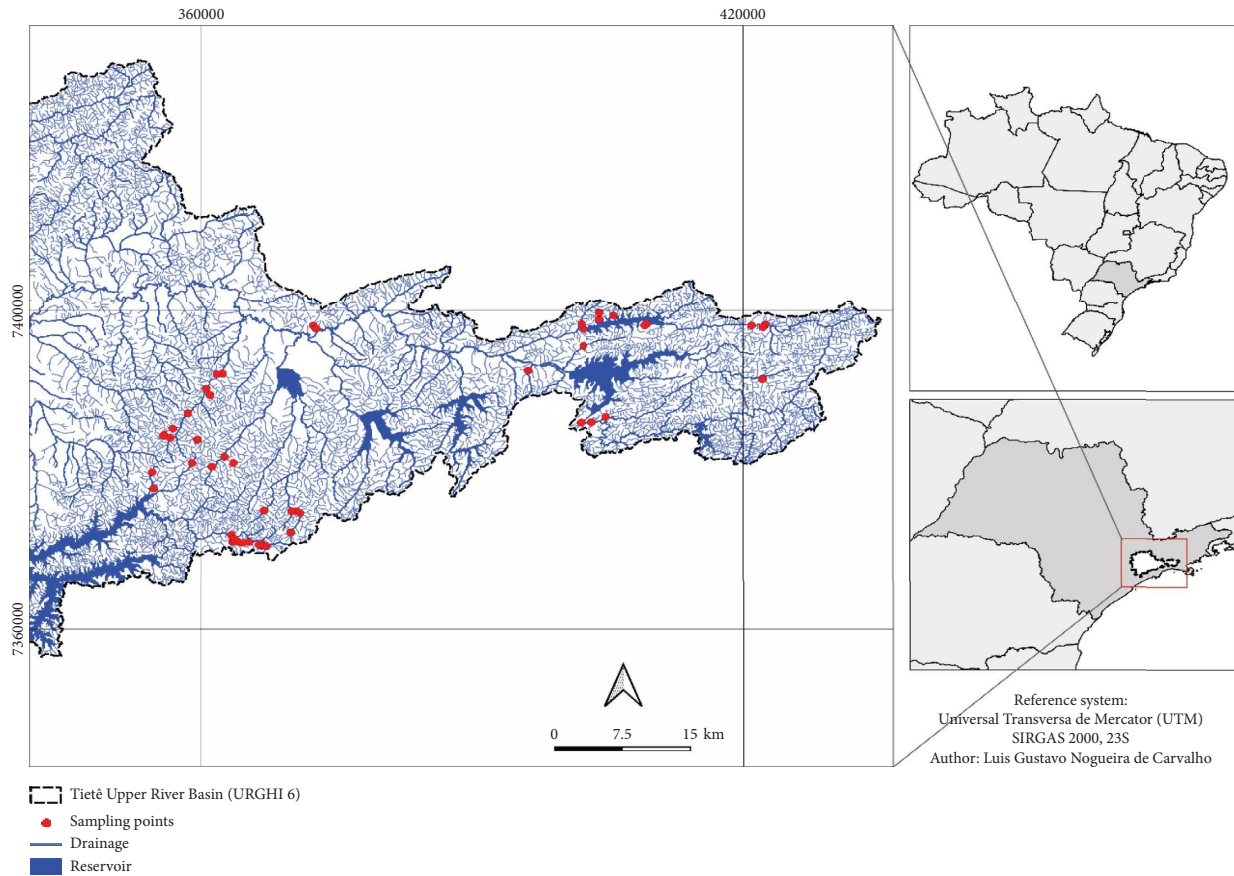 360000
420000
7400000
7360000
0 7.5 15 km
Reference system:
Universal Transversa de Mercator (UTM)
SIRGAS 2000, 23S
Author: Luis Gustavo Nogueira de Carvalho
Tietê Upper River Basin (URGHI 6)
Sampling points
Drainage
Reservoir